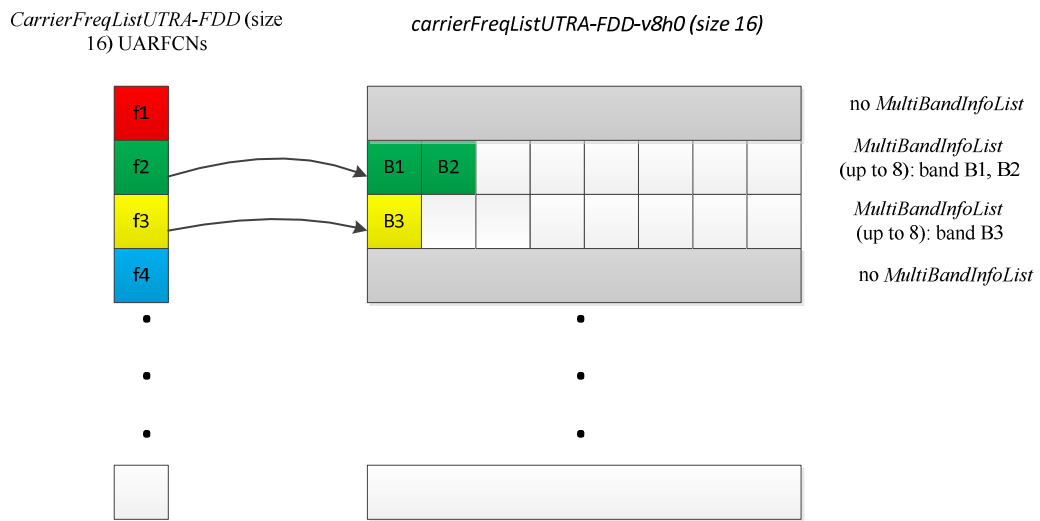 CarrierFreqListUTRA-FDD (size
16) UARFCNs
carrierFreqListUTRA-FDD-v8h0 (size 16)
f1
no MultiBandInfoList
f2
B1 B2
MultiBandInfoList
(up to 8): band B1, B2
f3
B3
MultiBandInfoList
(up to 8): band B3
f4
no MultiBandInfoList